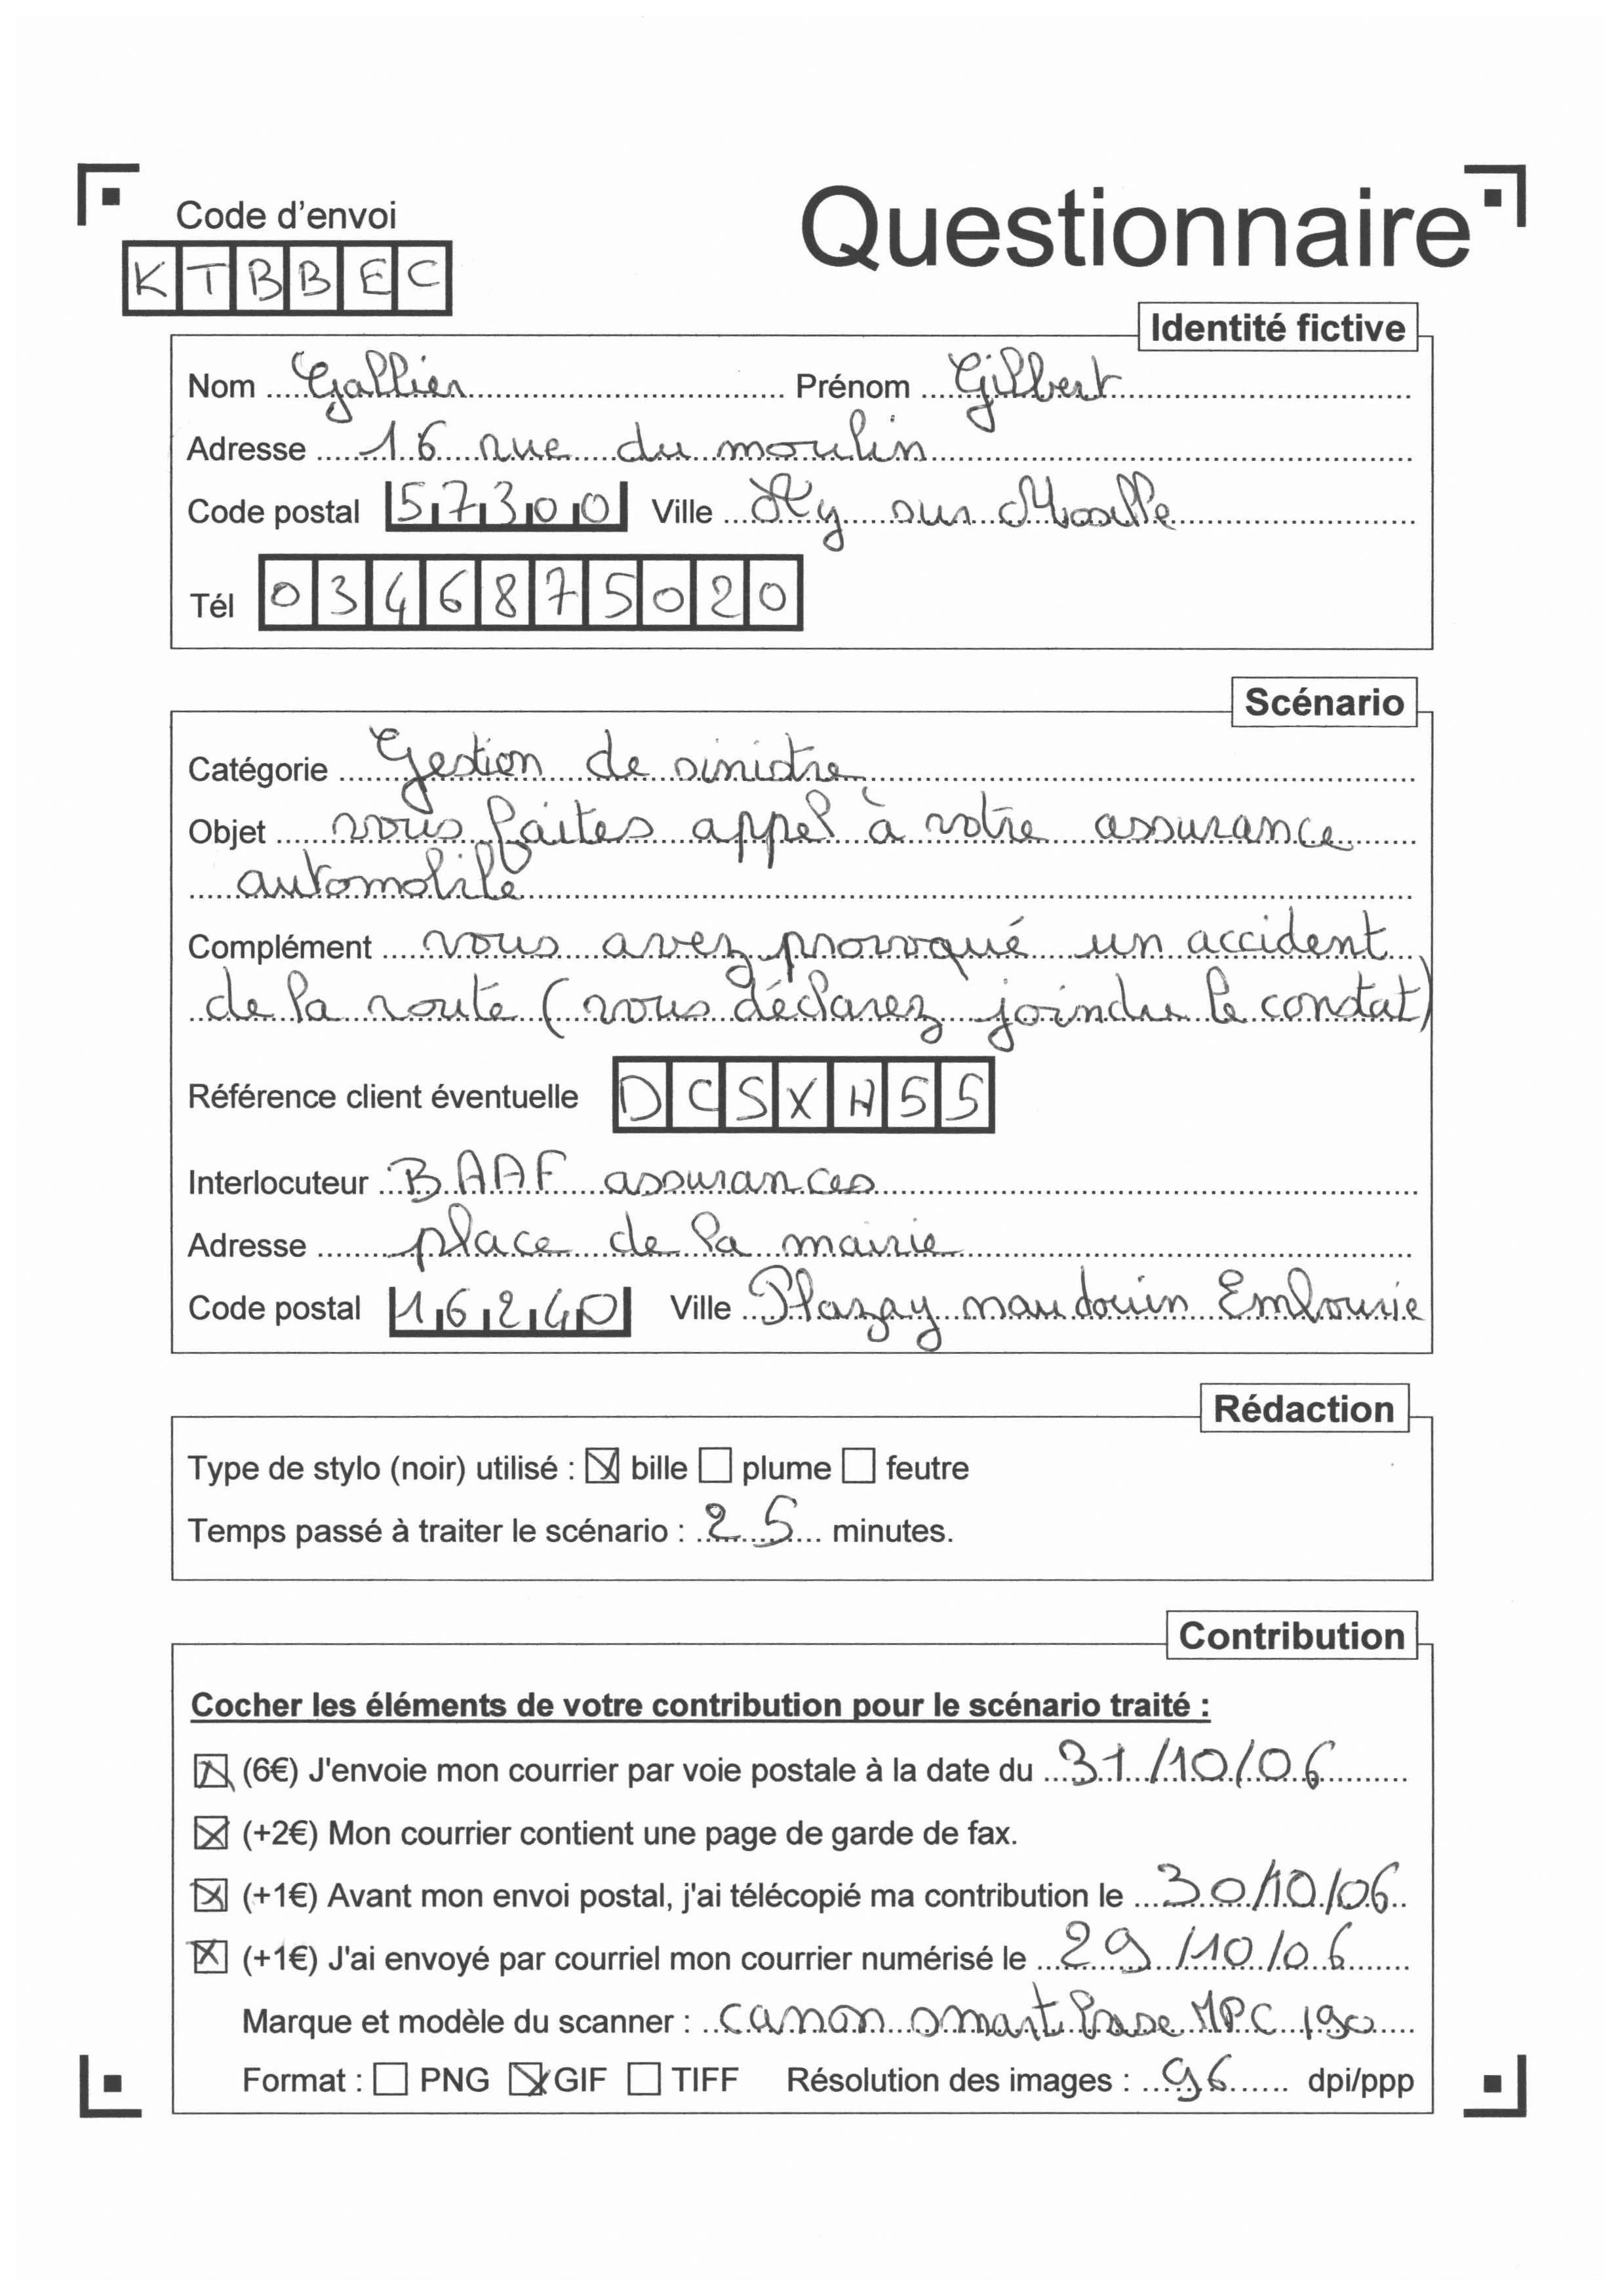 Code d'envoi
Questionnaire
KTBBEC
Identité fictive
Nom Gallier Prénom Gilbert
Adresse 16 rue du moulin
Code postal 57300 Ville Ay sur Moselle
Tél 0346875020
Scénario
Catégorie Gestion de sinistre
Objet vous faites appel à votre assurance
automobile
Complément vous avez provoqué un accident
de la route (vous déclarez joindre le constat)
Référence client éventuelle DCSXH55
Interlocuteur BAAF assurances
Adresse place de la mairie
Code postal 16240 Ville
Rédaction
Type de stylo (noir) utilisé : ☒ bille ☐ plume ☐ feutre
Temps passé à traiter le scénario : 25 minutes.
Contribution
Cocher les éléments de votre contribution pour le scénario traité :
☒ (6€) J'envoie mon courrier par voie postale à la date du 31/10/06
☒ (+2€) Mon courrier contient une page de garde de fax.
☒ (+1€) Avant mon envoi postal, j'ai télécopié ma contribution le 30/10/06
☒ (+1€) J'ai envoyé par courriel mon courrier numérisé le 29/10/06
Marque et modèle du scanner : canon smart base MPC 190
Format : ☐ PNG ☒ GIF ☐ TIFF Résolution des images : 96 dpi/ppp